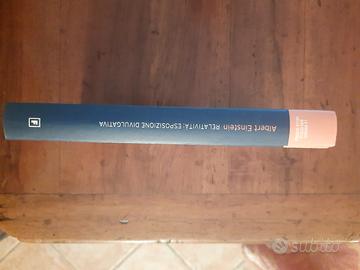 Albert Einstein RELATIVITÀ: ESPOSIZIONE DIVULGATIVA
subito